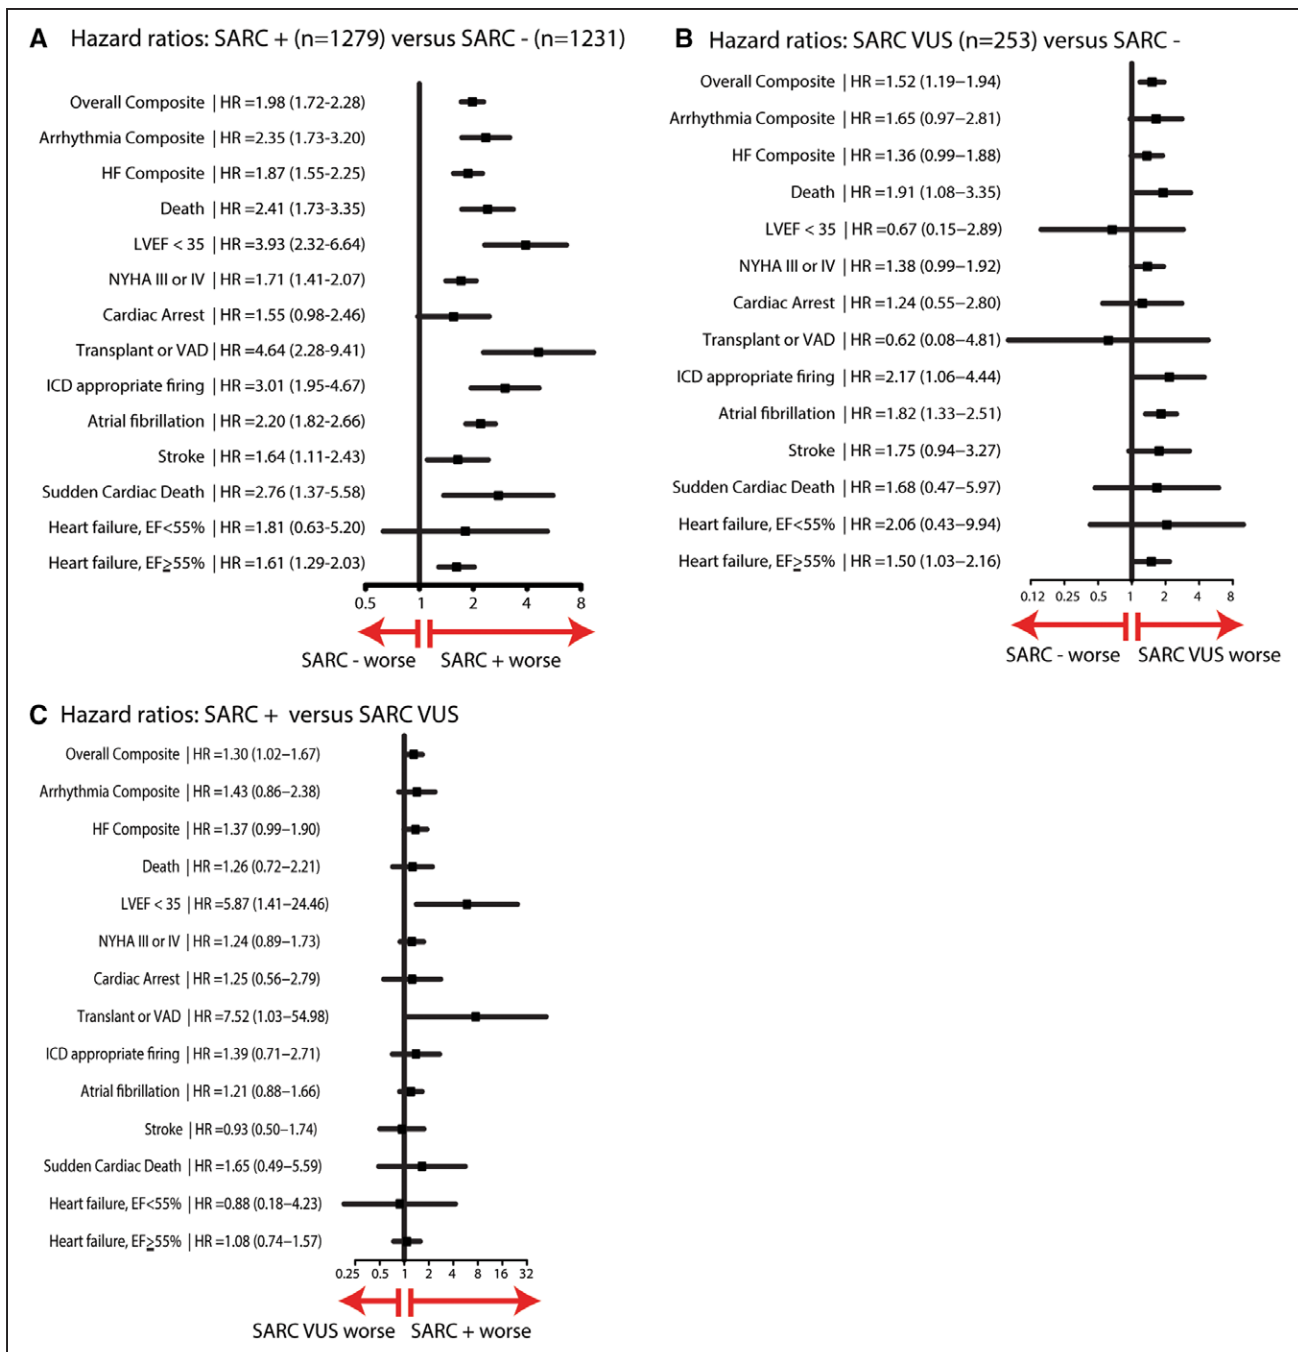 A Hazard ratios: SARC + (n=1279) versus SARC - (n=1231)
Overall Composite | HR =1.98 (1.72-2.28)
Arrhythmia Composite | HR =2.35 (1.73-3.20)
HF Composite | HR =1.87 (1.55-2.25)
Death | HR =2.41 (1.73-3.35)
LVEF < 35 | HR =3.93 (2.32-6.64)
NYHA III or IV | HR =1.71 (1.41-2.07)
Cardiac Arrest | HR =1.55 (0.98-2.46)
Transplant or VAD | HR =4.64 (2.28-9.41)
ICD appropriate firing | HR =3.01 (1.95-4.67)
Atrial fibrillation | HR =2.20 (1.82-2.66)
Stroke | HR =1.64 (1.11-2.43)
Sudden Cardiac Death | HR =2.76 (1.37-5.58)
Heart failure, EF<55% | HR =1.81 (0.63-5.20)
Heart failure, EF≥55% | HR =1.61 (1.29-2.03)
0.5 1 2 4 8
SARC - worse SARC + worse
B Hazard ratios: SARC VUS (n=253) versus SARC -
Overall Composite | HR=1.52 (1.19−1.94)
Arrhythmia Composite | HR=1.65 (0.97−2.81)
HF Composite | HR=1.36 (0.99−1.88)
Death | HR=1.91 (1.08−3.35)
LVEF < 35 | HR=0.67 (0.15−2.89)
NYHA III or IV | HR=1.38 (0.99−1.92)
Cardiac Arrest | HR=1.24 (0.55−2.80)
Transplant or VAD | HR=0.62 (0.08−4.81)
ICD appropriate firing | HR=2.17 (1.06−4.44)
Atrial fibrillation | HR=1.82 (1.33−2.51)
Stroke | HR=1.75 (0.94−3.27)
Sudden Cardiac Death | HR=1.68 (0.47−5.97)
Heart failure, EF<55% | HR=2.06 (0.43−9.94)
Heart failure, EF≥55% | HR=1.50 (1.03−2.16)
0.12 0.25 0.5 1 2 4 8
SARC - worse SARC VUS worse
C Hazard ratios: SARC + versus SARC VUS
Overall Composite | HR =1.30 (1.02−1.67)
Arrhythmia Composite | HR =1.43 (0.86−2.38)
HF Composite | HR =1.37 (0.99−1.90)
Death | HR =1.26 (0.72−2.21)
LVEF < 35 | HR =5.87 (1.41−24.46)
NYHA III or IV | HR =1.24 (0.89−1.73)
Cardiac Arrest | HR =1.25 (0.56−2.79)
Translant or VAD | HR =7.52 (1.03−54.98)
ICD appropriate firing | HR =1.39 (0.71−2.71)
Atrial fibrillation | HR =1.21 (0.88−1.66)
Stroke | HR =0.93 (0.50−1.74)
Sudden Cardiac Death | HR =1.65 (0.49−5.59)
Heart failure, EF<55% | HR =0.88 (0.18−4.23)
Heart failure, EF≥55% | HR =1.08 (0.74−1.57)
0.25 0.5 1 2 4 8 16 32
SARC VUS worse SARC + worse